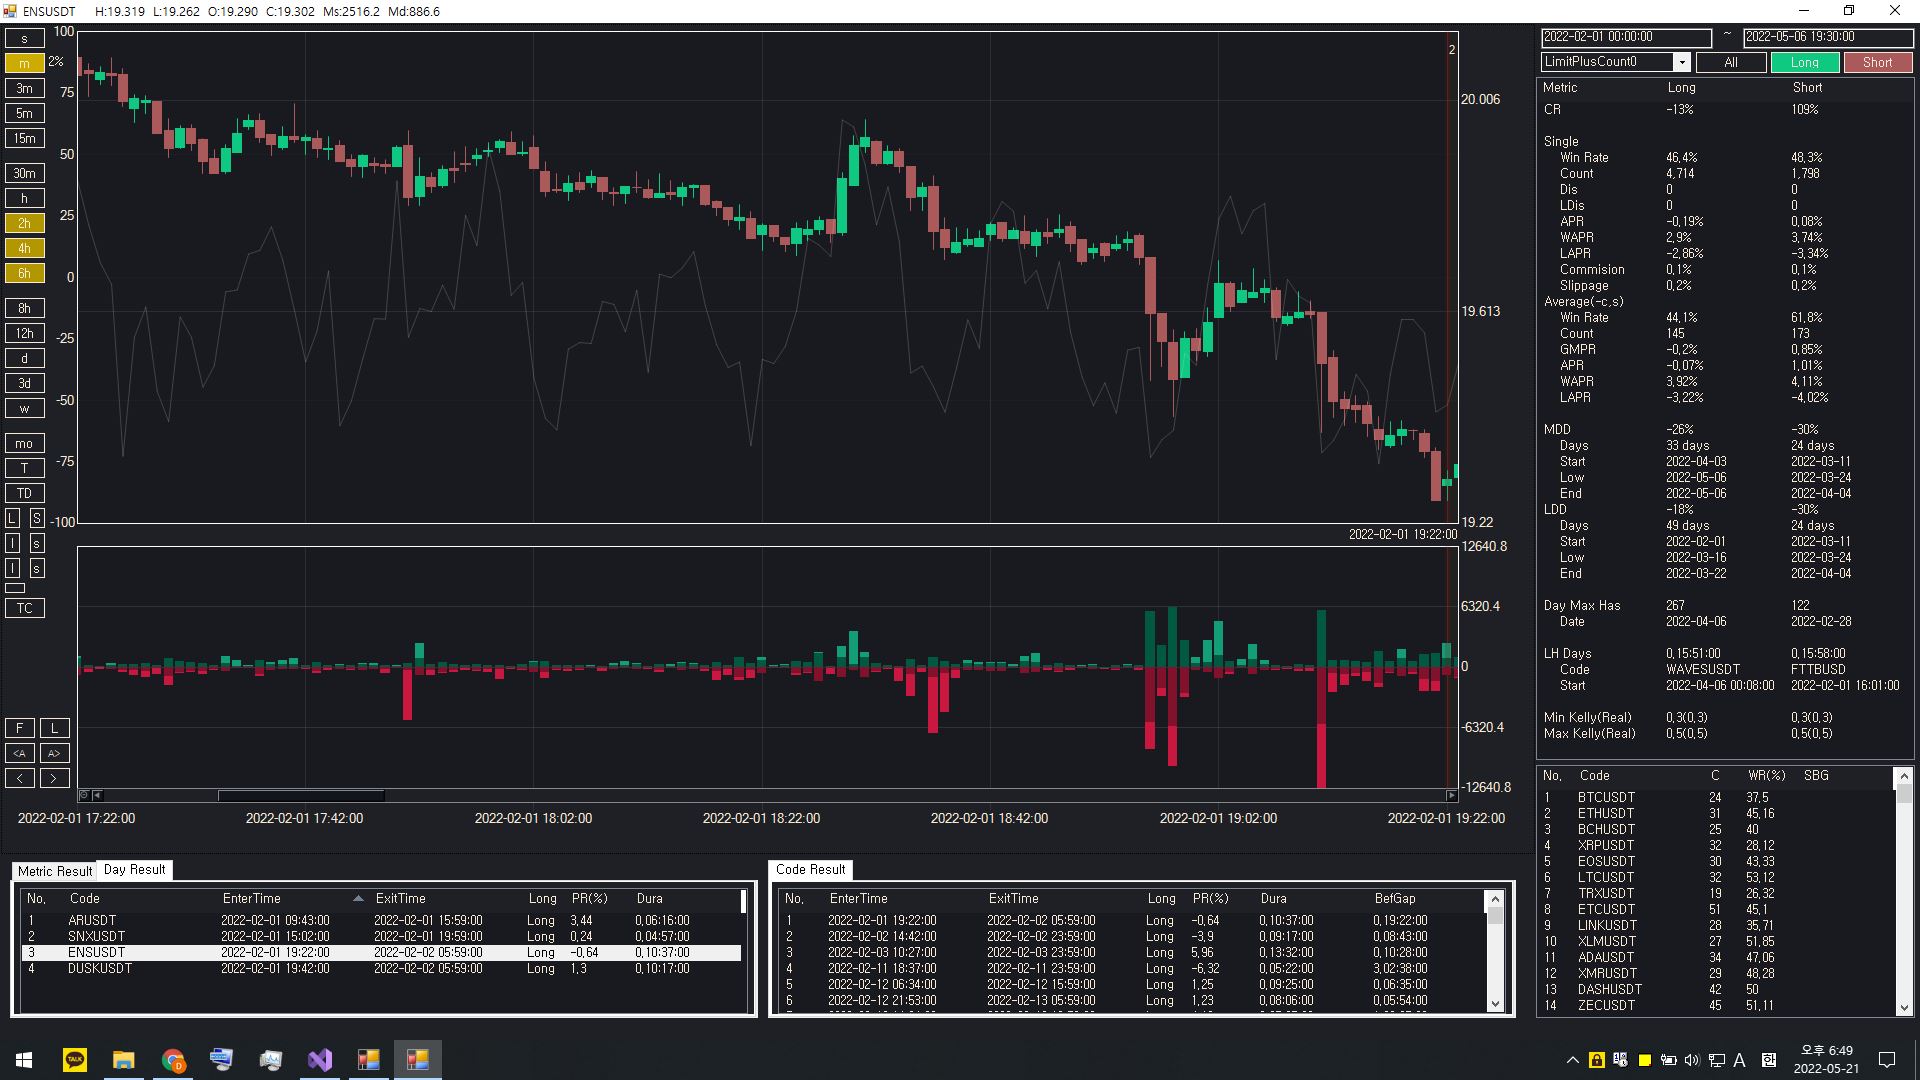 ENSUSDT H:19.319 L:19.262 O:19.290 C:19.302 Ms:2516.2 Md:886.6
s
m
3m
5m
15m
30m
h
2h
4h
6h
8h
12h
d
3d
w
mo
T
TD
L S
l s
l s
TC
F L
<A A>
< >
100
2%
75
50
25
0
-25
-50
-75
-100
2
20.006
19.613
19.22
2022-02-01 19:22:00
12640.8
6320.4
0
-6320.4
-12640.8
2022-02-01 17:22:00 2022-02-01 17:42:00 2022-02-01 18:02:00 2022-02-01 18:22:00 2022-02-01 18:42:00 2022-02-01 19:02:00 2022-02-01 19:22:00
2022-02-01 00:00:00 ~ 2022-05-06 19:30:00
LimitPlusCount0 All Long Short
Metric Long Short
CR -13% 109%
Single
Win Rate 46,4% 48,3%
Count 4,714 1,798
Dis 0 0
LDis 0 0
APR -0,19% 0,08%
WAPR 2,9% 3,74%
LAPR -2,86% -3,34%
Commision 0,1% 0,1%
Slippage 0,2% 0,2%
Average(-c,s)
Win Rate 44,1% 61,8%
Count 145 173
GMPR -0,2% 0,85%
APR -0,07% 1,01%
WAPR 3,92% 4,11%
LAPR -3,22% -4,02%
MDD -26% -30%
Days 33 days 24 days
Start 2022-04-03 2022-03-11
Low 2022-05-06 2022-03-24
End 2022-05-06 2022-04-04
LDD -18% -30%
Days 49 days 24 days
Start 2022-02-01 2022-03-11
Low 2022-03-16 2022-03-24
End 2022-03-22 2022-04-04
Day Max Has 267 122
Date 2022-04-06 2022-02-28
LH Days 0,15:51:00 0,15:58:00
Code WAVESUSDT FTTBUSD
Start 2022-04-06 00:08:00 2022-02-01 16:01:00
Min Kelly(Real) 0,3(0,3) 0,3(0,3)
Max Kelly(Real) 0,5(0,5) 0,5(0,5)
No, Code C WR(%) SBG
1 BTCUSDT 24 37,5
2 ETHUSDT 31 45,16
3 BCHUSDT 25 40
4 XRPUSDT 32 28,12
5 EOSUSDT 30 43,33
6 LTCUSDT 32 53,12
7 TRXUSDT 19 26,32
8 ETCUSDT 51 45,1
9 LINKUSDT 28 35,71
10 XLMUSDT 27 51,85
11 ADAUSDT 34 47,06
12 XMRUSDT 29 48,28
13 DASHUSDT 42 50
14 ZECUSDT 45 51,11
Metric Result Day Result
No, Code EnterTime ExitTime Long PR(%) Dura
1 ARUSDT 2022-02-01 09:43:00 2022-02-01 15:59:00 Long 3,44 0,06:16:00
2 SNXUSDT 2022-02-01 15:02:00 2022-02-01 19:59:00 Long 0,24 0,04:57:00
3 ENSUSDT 2022-02-01 19:22:00 2022-02-02 05:59:00 Long -0,64 0,10:37:00
4 DUSKUSDT 2022-02-01 19:42:00 2022-02-02 05:59:00 Long 1,3 0,10:17:00
Code Result
No, EnterTime ExitTime Long PR(%) Dura BefGap
1 2022-02-01 19:22:00 2022-02-02 05:59:00 Long -0,64 0,10:37:00 0,19:22:00
2 2022-02-02 14:42:00 2022-02-02 23:59:00 Long -3,9 0,09:17:00 0,08:43:00
3 2022-02-03 10:27:00 2022-02-03 23:59:00 Long 5,96 0,13:32:00 0,10:28:00
4 2022-02-11 18:37:00 2022-02-11 23:59:00 Long -6,32 0,05:22:00 3,02:38:00
5 2022-02-12 06:34:00 2022-02-12 15:59:00 Long 1,25 0,09:25:00 0,06:35:00
6 2022-02-12 21:53:00 2022-02-13 05:59:00 Long 1,23 0,08:06:00 0,05:54:00
TALK
D
A
오후 6:49
2022-05-21